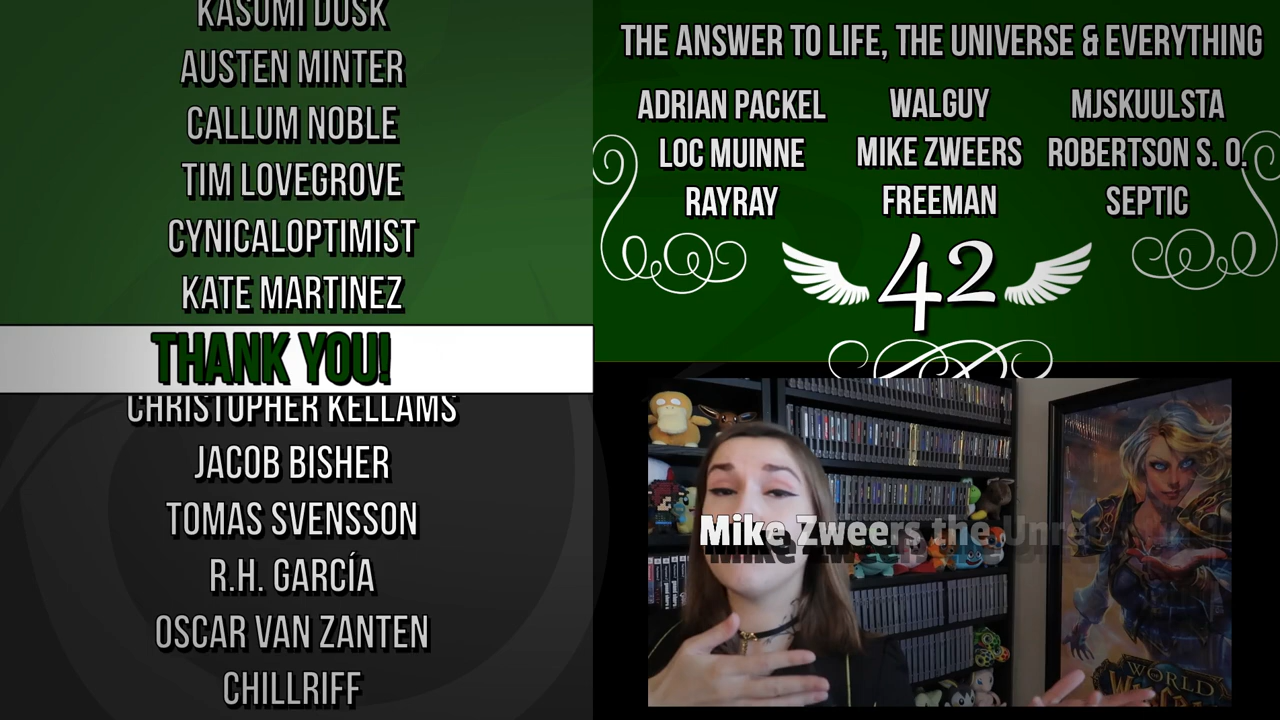 KASUMI DUSK
AUSTEN MINTER
CALLUM NOBLE
TIM LOVEGROVE
CYNICALOPTIMIST
KATE MARTINEZ
THANK YOU!
CHRISTOPHER KELLAMS
JACOB BISHER
TOMAS SVENSSON
R.H. GARCÍA
OSCAR VAN ZANTEN
CHILLRIFF
THE ANSWER TO LIFE, THE UNIVERSE & EVERYTHING
ADRIAN PACKEL WALGUY MJSKUULSTA
LOC MUINNE MIKE ZWEERS ROBERTSON S. O.
RAYRAY FREEMAN SEPTIC
42
Mike Zweers the Unre
WORLD